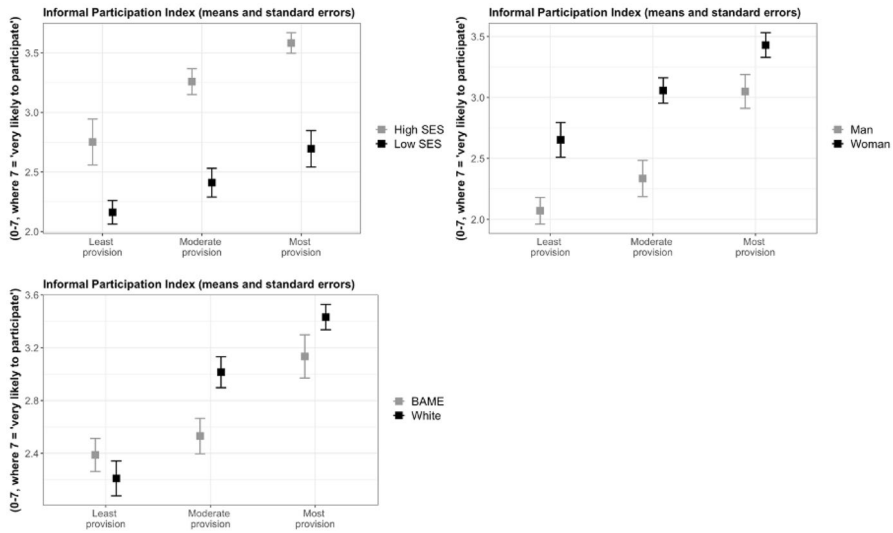 Informal Participation Index (means and standard errors)
(0-7, where 7 = 'very likely to participate')
3.5
3.0
2.5
2.0
Least
provision
Moderate
provision
Most
provision
High SES
Low SES
Informal Participation Index (means and standard errors)
(0-7, where 7 = 'very likely to participate')
3.5
3.0
2.5
2.0
Least
provision
Moderate
provision
Most
provision
Man
Woman
Informal Participation Index (means and standard errors)
(0-7, where 7 = 'very likely to participate')
3.6
3.2
2.8
2.4
Least
provision
Moderate
provision
Most
provision
BAME
White